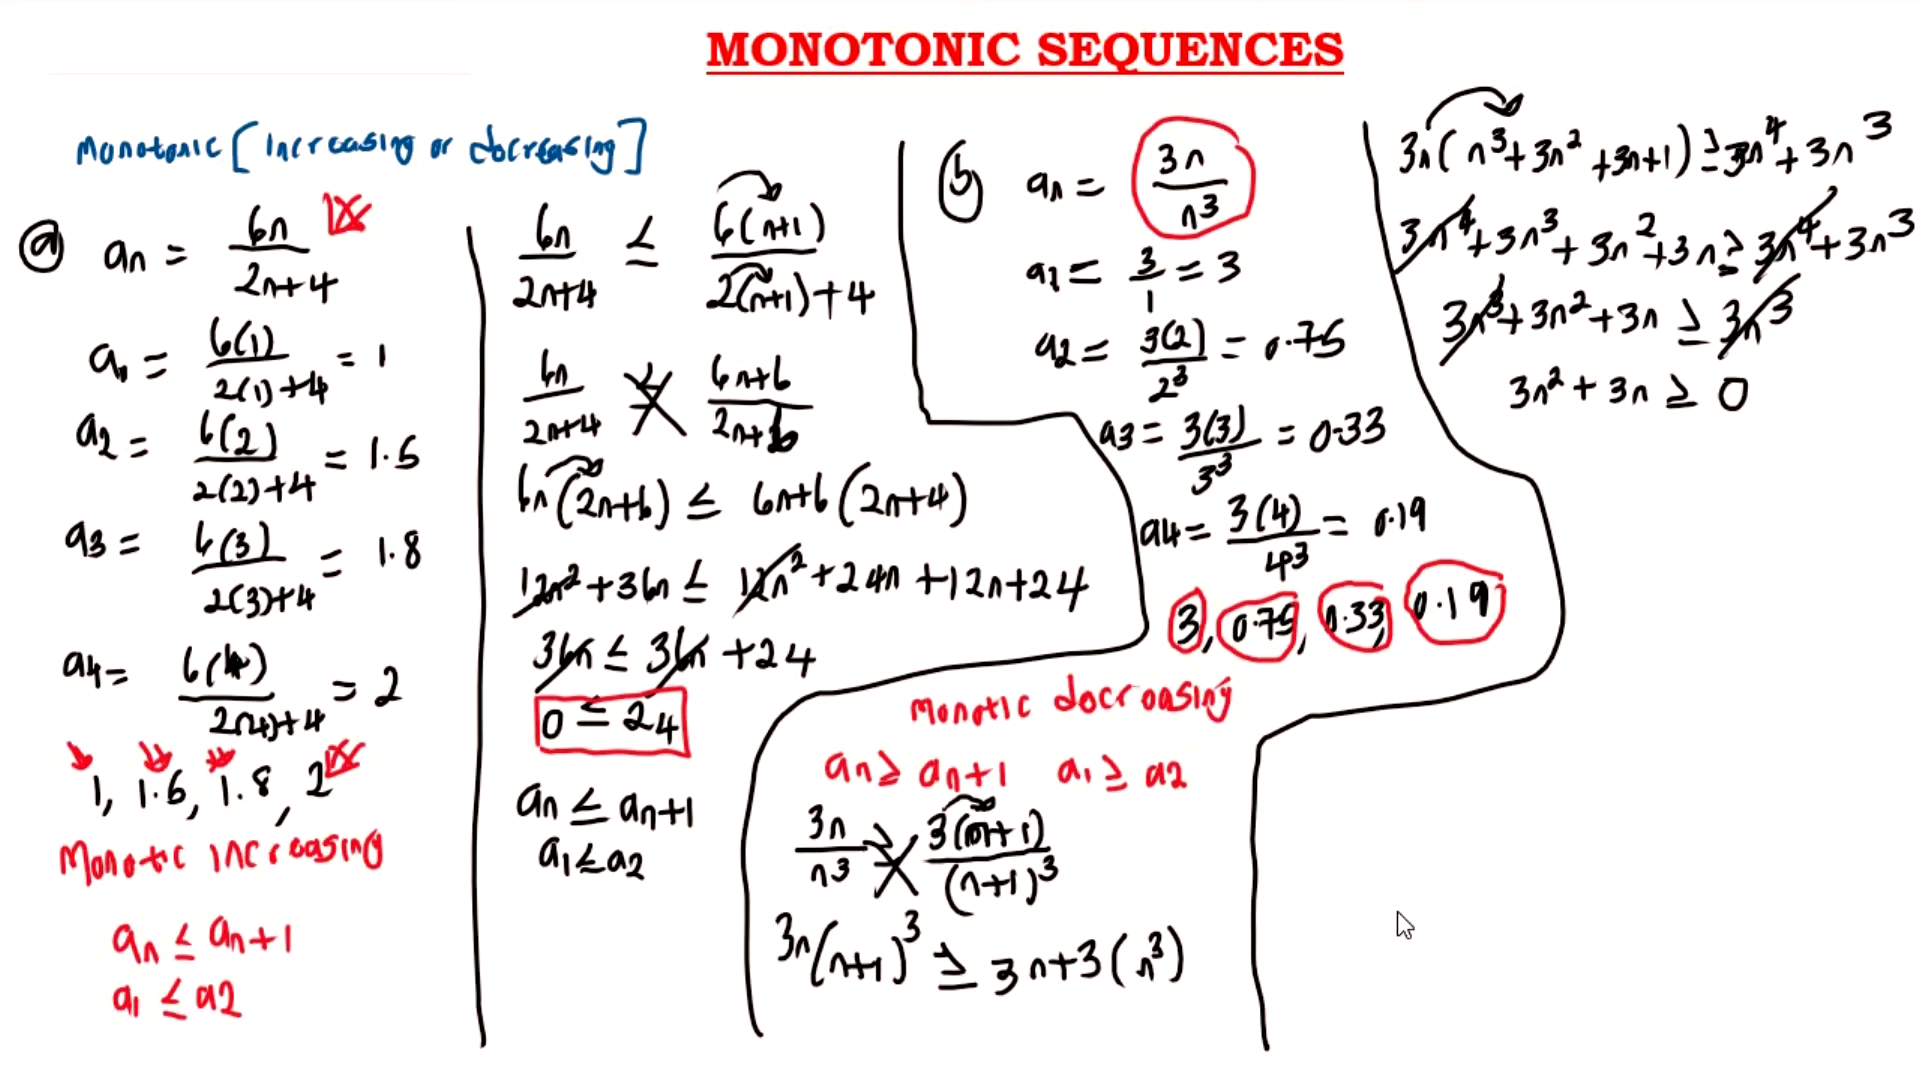 MONOTONIC SEQUENCES
Monotonic [Increasing or decreasing]
(a) an = 6n/(2n+4)
a1 = 6(1)/(2(1)+4) = 1
a2 = 6(2)/(2(2)+4) = 1.5
a3 = 6(3)/(2(3)+4) = 1.8
a4 = 6(4)/(2(4)+4) = 2
1, 1.6, 1.8, 2
Monotic increasing
an ≤ an+1
a1 ≤ a2
6n/(2n+4) ≤ 6(n+1)/(2(n+1)+4)
6n/(2n+4) ≤ (6n+6)/(2n+6)
6n(2n+6) ≤ 6n+6(2n+4)
12n²+36n ≤ 12n²+24n+12n+24
36n ≤ 36n+24
0 ≤ 24
an ≤ an+1
a1 ≤ a2
(b) an = 3n/n³
a1 = 3/1 = 3
a2 = 3(2)/2³ = 0.75
a3 = 3(3)/3³ = 0.33
a4 = 3(4)/4³ = 0.19
3, 0.75, 0.33, 0.19
Monotic decreasing
an ≥ an+1 a1 ≥ a2
3n/n³ ≥ 3(n+1)/(n+1)³
3n(n+1)³ ≥ 3n+3(n³)
3n(n³+3n²+3n+1) ≥ 3n⁴+3n³
3n⁴+3n³+3n²+3n ≥ 3n⁴+3n³
3n³+3n²+3n ≥ 3n³
3n²+3n ≥ 0